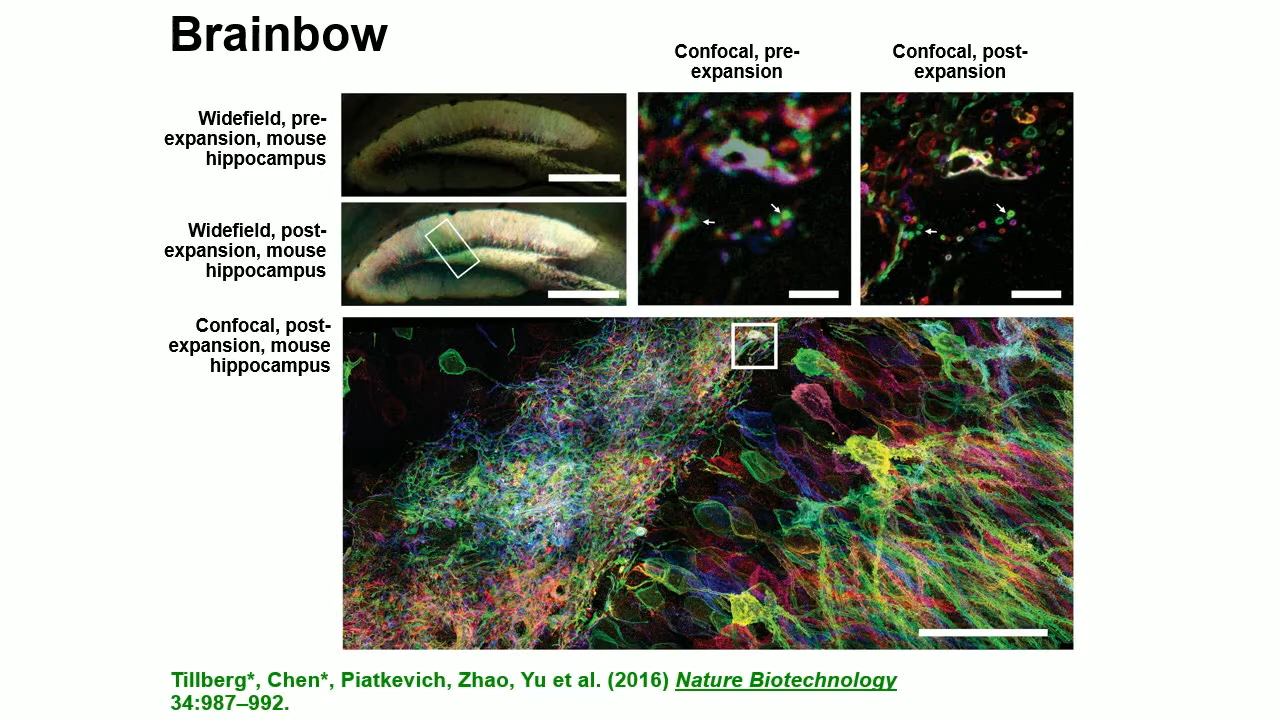 Brainbow
Confocal, pre-
expansion
Confocal, post-
expansion
Widefield, pre-
expansion, mouse
hippocampus
Widefield, post-
expansion, mouse
hippocampus
Confocal, post-
expansion, mouse
hippocampus
Tillberg*, Chen*, Piatkevich, Zhao, Yu et al. (2016) Nature Biotechnology
34:987–992.